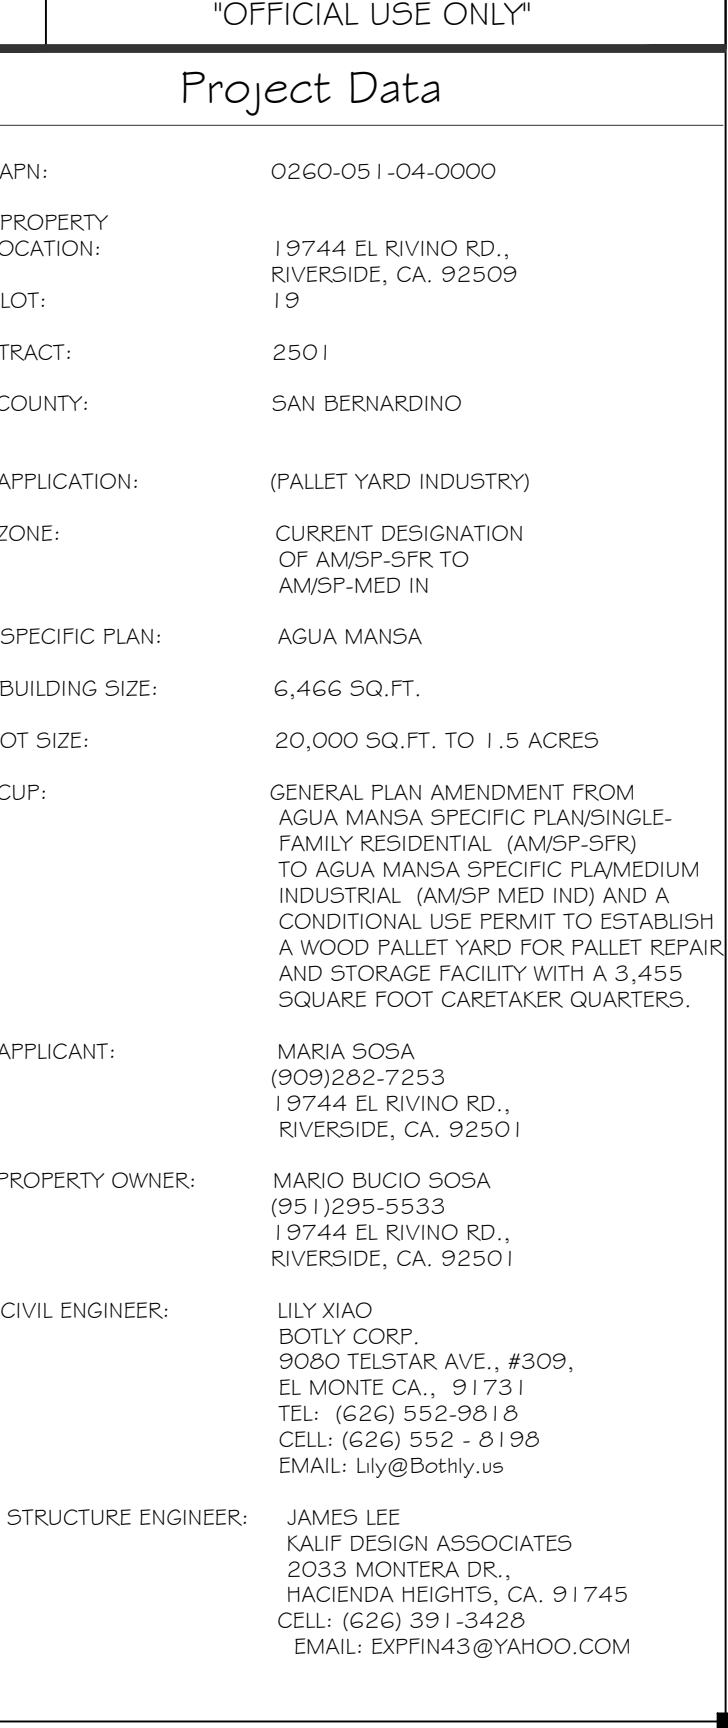 "OFFICIAL USE ONLY"
Project Data
APN: 0260-051-04-0000
PROPERTY
OCATION: 19744 EL RIVINO RD.,
RIVERSIDE, CA. 92509
LOT: 19
TRACT: 2501
COUNTY: SAN BERNARDINO
APPLICATION: (PALLET YARD INDUSTRY)
ZONE: CURRENT DESIGNATION
OF AM/SP-SFR TO
AM/SP-MED IN
SPECIFIC PLAN: AGUA MANSA
BUILDING SIZE: 6,466 SQ.FT.
OT SIZE: 20,000 SQ.FT. TO 1.5 ACRES
CUP: GENERAL PLAN AMENDMENT FROM
AGUA MANSA SPECIFIC PLAN/SINGLE-
FAMILY RESIDENTIAL (AM/SP-SFR)
TO AGUA MANSA SPECIFIC PLA/MEDIUM
INDUSTRIAL (AM/SP MED IND) AND A
CONDITIONAL USE PERMIT TO ESTABLISH
A WOOD PALLET YARD FOR PALLET REPAIR
AND STORAGE FACILITY WITH A 3,455
SQUARE FOOT CARETAKER QUARTERS.
APPLICANT: MARIA SOSA
(909)282-7253
19744 EL RIVINO RD.,
RIVERSIDE, CA. 92501
PROPERTY OWNER: MARIO BUCIO SOSA
(951)295-5533
19744 EL RIVINO RD.,
RIVERSIDE, CA. 92501
CIVIL ENGINEER: LILY XIAO
BOTLY CORP.
9080 TELSTAR AVE., #309,
EL MONTE CA., 91731
TEL: (626) 552-9818
CELL: (626) 552 - 8198
EMAIL: Lily@Bothly.us
STRUCTURE ENGINEER: JAMES LEE
KALIF DESIGN ASSOCIATES
2033 MONTERA DR.,
HACIENDA HEIGHTS, CA. 91745
CELL: (626) 391-3428
EMAIL: EXPFIN43@YAHOO.COM